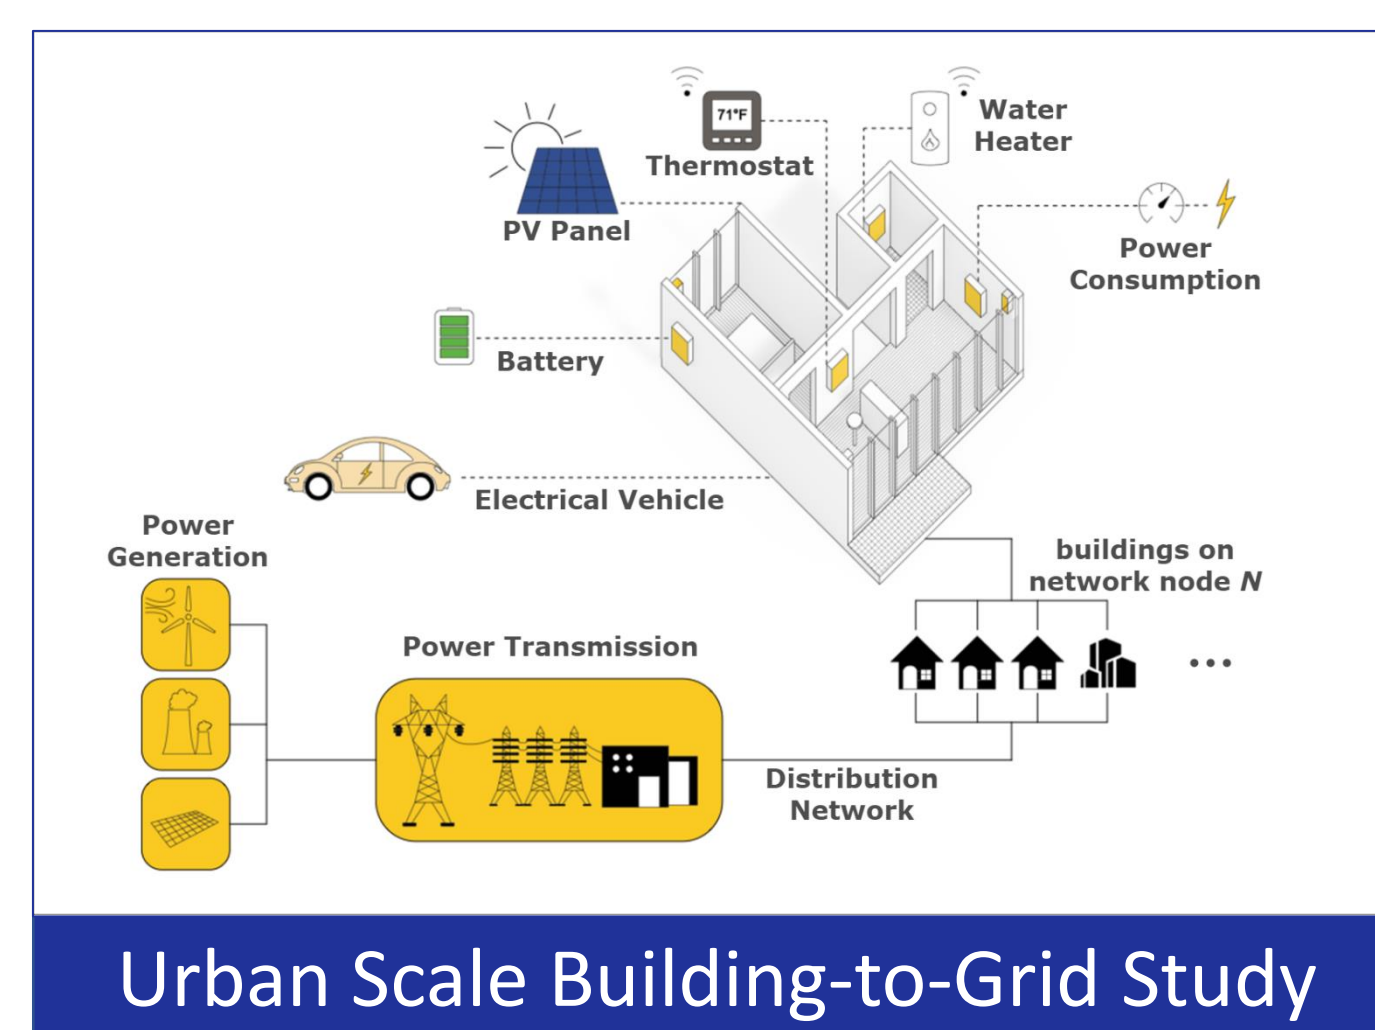 71°F
Thermostat
Water
Heater
PV Panel
Power
Consumption
Battery
Electrical Vehicle
Power
Generation
buildings on
network node N
Power Transmission
...
Distribution
Network
Urban Scale Building-to-Grid Study